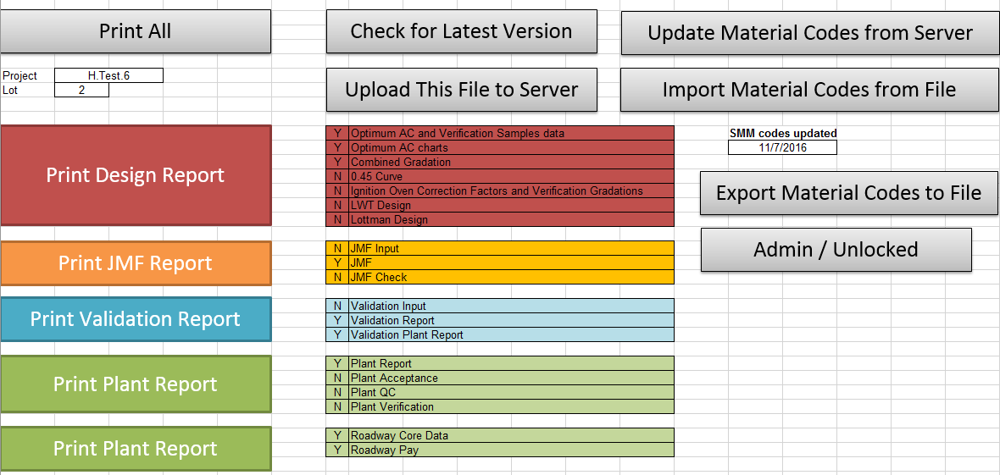 Print All
Check for Latest Version
Update Material Codes from Server
Project H.Test.6
Lot 2
Upload This File to Server
Import Material Codes from File
Print Design Report
Y Optimum AC and Verification Samples data
Y Optimum AC charts
Y Combined Gradation
N 0.45 Curve
N Ignition Oven Correction Factors and Verification Gradations
N LWT Design
N Lottman Design
SMM codes updated
11/7/2016
Export Material Codes to File
Admin / Unlocked
Print JMF Report
N JMF Input
Y JMF
N JMF Check
Print Validation Report
N Validation Input
Y Validation Report
Y Validation Plant Report
Print Plant Report
Y Plant Report
N Plant Acceptance
N Plant QC
N Plant Verification
Print Plant Report
Y Roadway Core Data
Y Roadway Pay